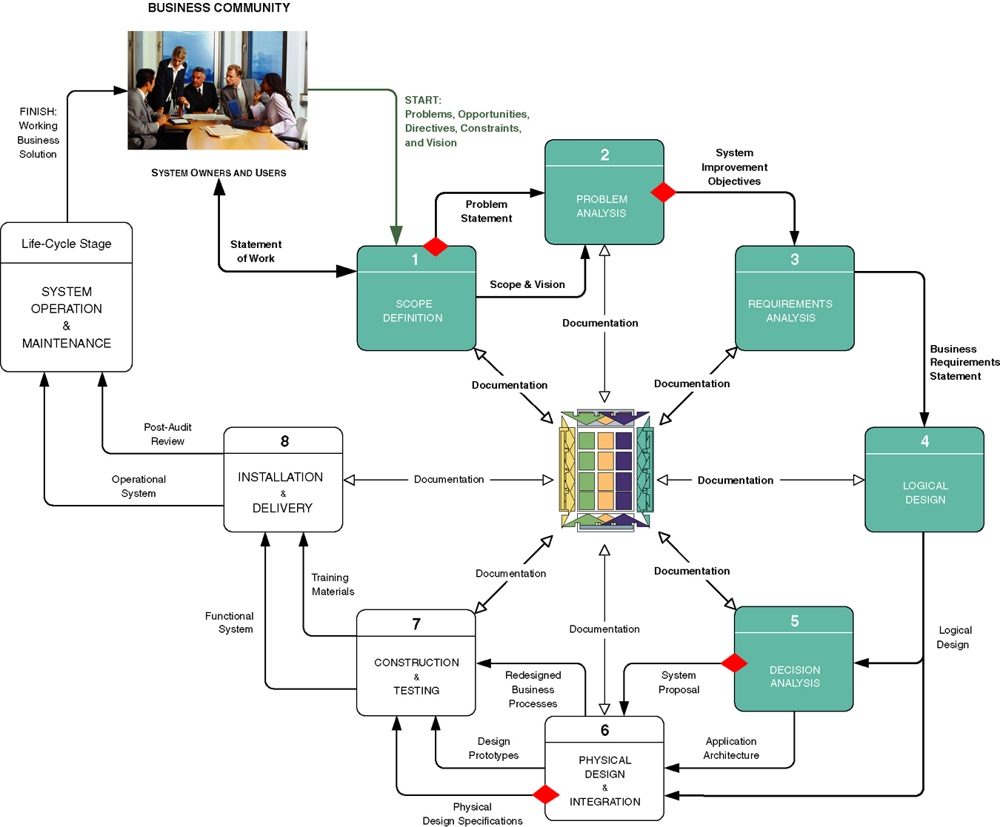 BUSINESS COMMUNITY
FINISH:
Working
Business
Solution
START:
Problems, Opportunities,
Directives, Constraints,
and Vision
SYSTEM OWNERS AND USERS
Statement
of Work
Problem
Statement
2
PROBLEM
ANALYSIS
System
Improvement
Objectives
Life-Cycle Stage
SYSTEM
OPERATION
&
MAINTENANCE
1
SCOPE
DEFINITION
Scope & Vision
3
REQUIREMENTS
ANALYSIS
Documentation
Business
Requirements
Statement
Documentation
Documentation
Post-Audit
Review
Operational
System
8
INSTALLATION
&
DELIVERY
Documentation
Documentation
4
LOGICAL
DESIGN
Training
Materials
Functional
System
Documentation
Documentation
Documentation
7
CONSTRUCTION
&
TESTING
5
DECISION
ANALYSIS
Logical
Design
Redesigned
Business
Processes
System
Proposal
Design
Prototypes
6
PHYSICAL
DESIGN
&
INTEGRATION
Application
Architecture
Physical
Design Specifications